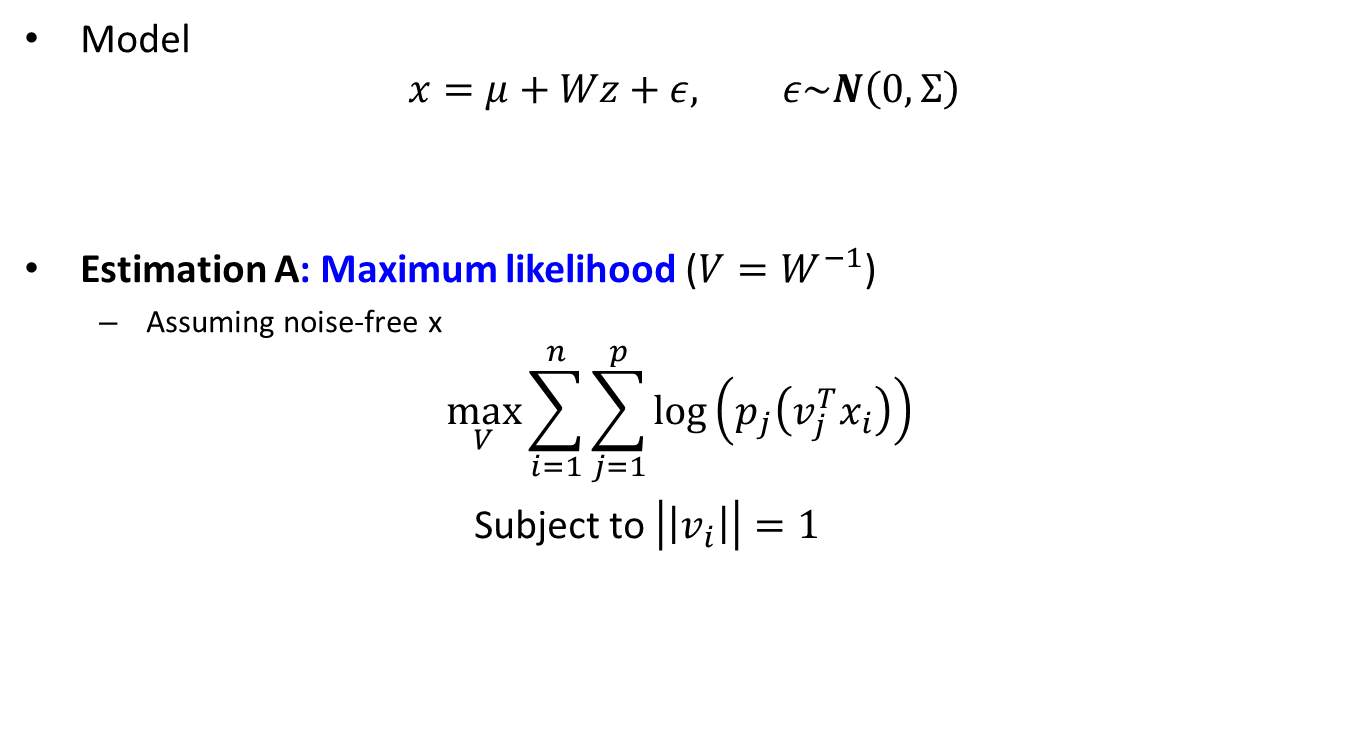 • Model
x = μ + Wz + ϵ, ϵ~N(0, Σ)
• Estimation A: Maximum likelihood (V = W⁻¹)
– Assuming noise-free x
max_V ∑_{i=1}^{n} ∑_{j=1}^{p} log(p_j(v_j^T x_i))
Subject to ||v_i|| = 1